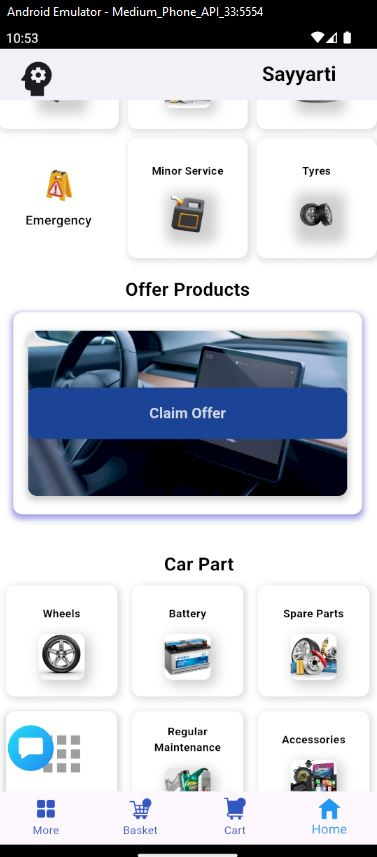 Android Emulator - Medium_Phone_API_33:5554
10:53
Sayyarti
Minor Service
Tyres
Emergency
Offer Products
Claim Offer
Car Part
Wheels
Battery
Spare Parts
Regular
Maintenance
Accessories
More
Basket
Cart
Home